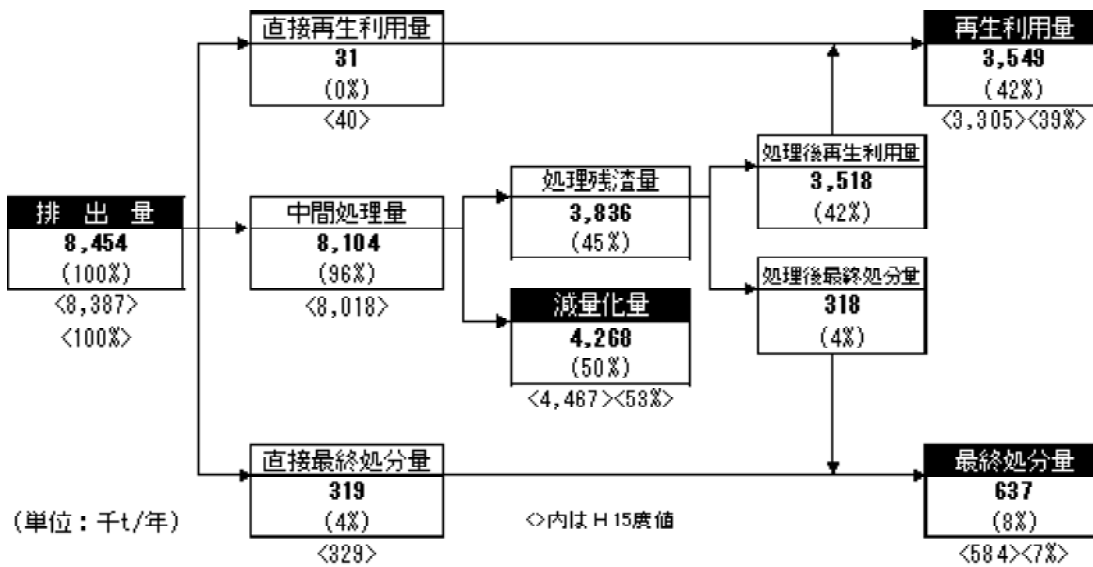 直接再生利用量
31
(0%)
<40>
再生利用量
3,549
(42%)
<3,305><39%>
処理後再生利用量
3,518
(42%)
処理残渣量
3,836
(45%)
排 出 量
8,454
(100%)
<8,387>
<100%>
中間処理量
8,104
(96%)
<8,018>
処理後最終処分量
318
(4%)
減量化量
4,268
(50%)
<4,467><53%>
直接最終処分量
319
(4%)
<329>
最終処分量
637
(8%)
<584><7%>
(単位：千t/年)
<>内はH15度値